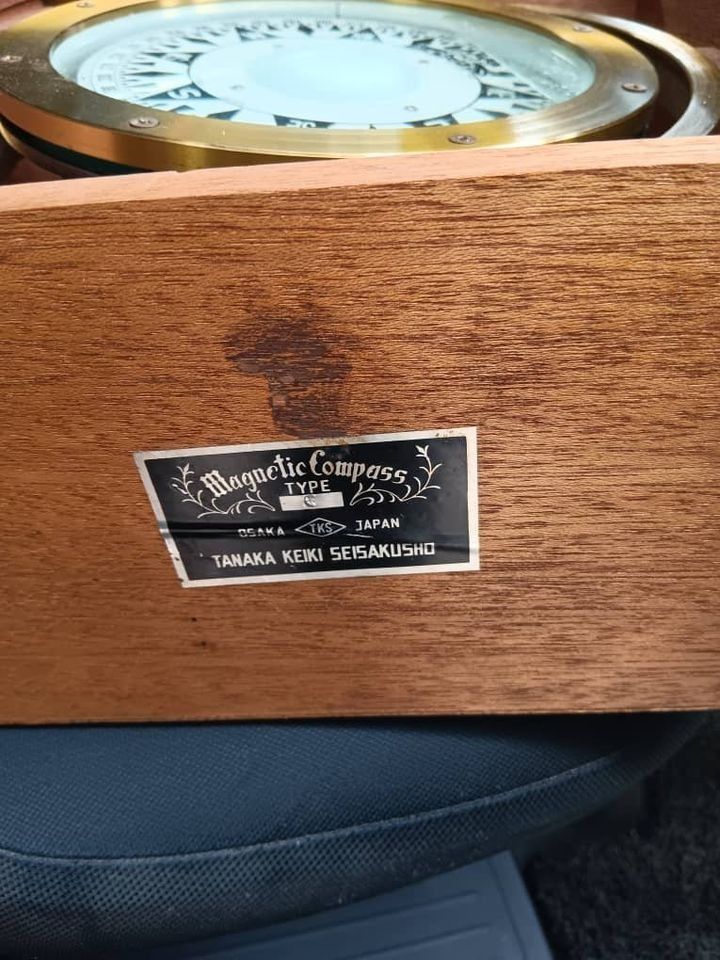 Magnetic Compass
TYPE
OSAKA TKS JAPAN
TANAKA KEIKI SEISAKUSHO